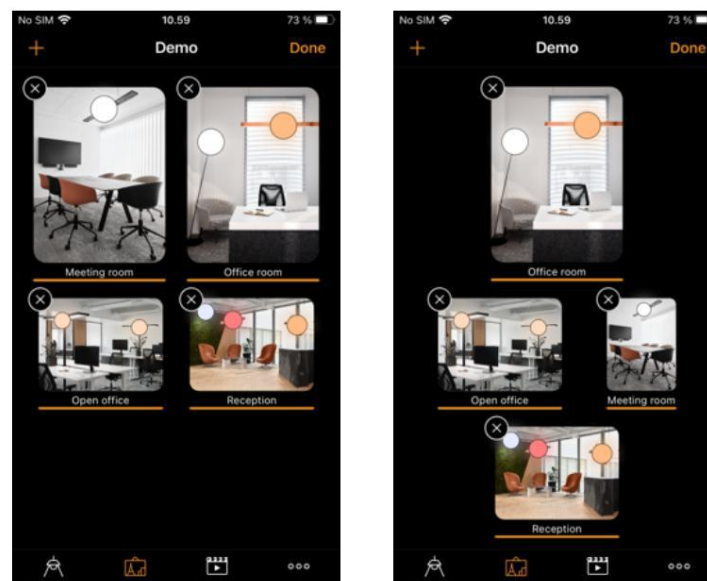 No SIM 10.59 73 %
+ Demo Done
Meeting room Office room
Open office Reception
No SIM 10.59 73 %
+ Demo Done
Office room
Open office Meeting room
Reception